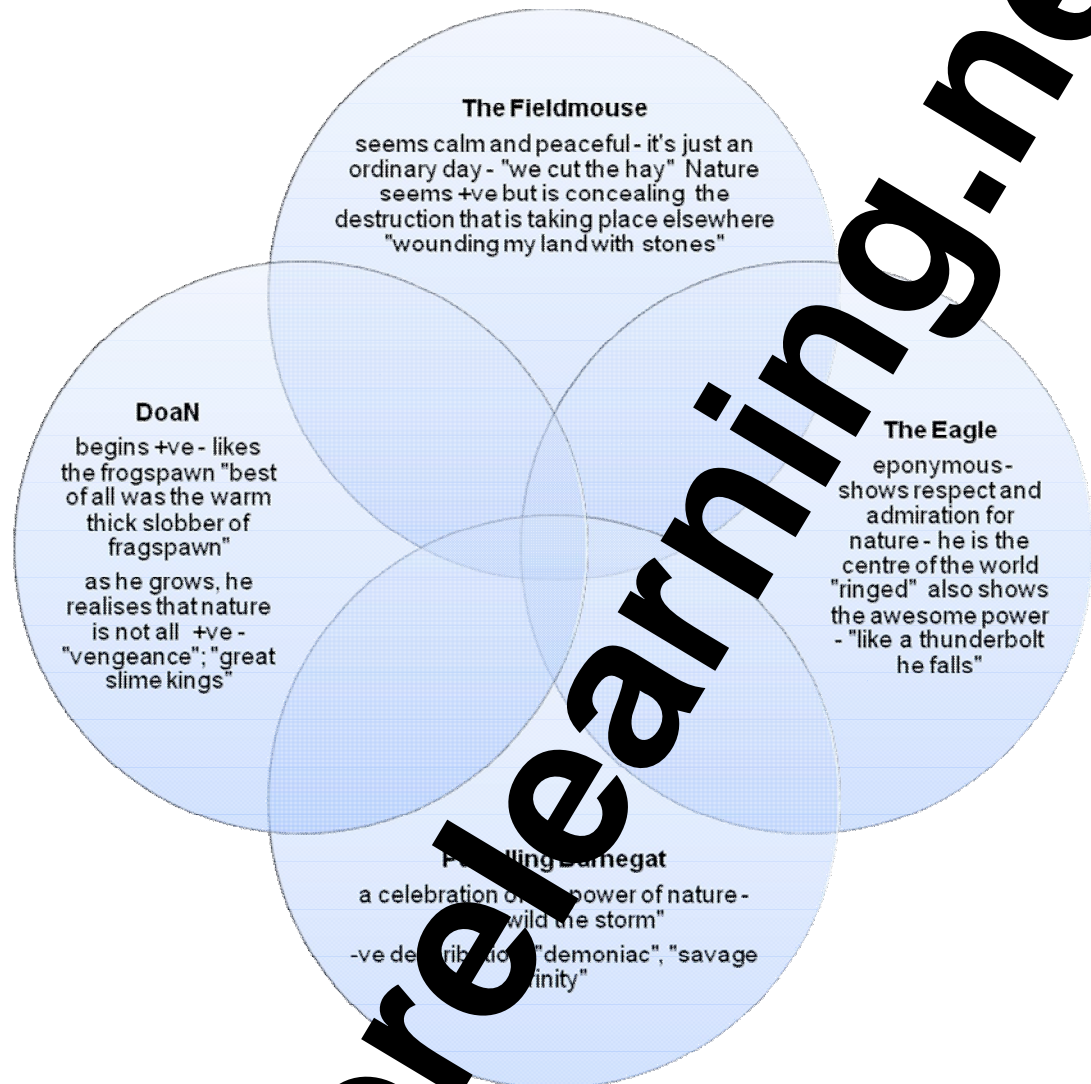 The Fieldmouse
seems calm and peaceful - it's just an
ordinary day - "we cut the hay" Nature
seems +ve but is concealing the
destruction that is taking place elsewhere
"wounding my land with stones"
DoaN
begins +ve - likes
the frogspawn "best
of all was the warm
thick slobber of
fragspawn"
as he grows, he
realises that nature
is not all +ve -
"vengeance"; "great
slime kings"
The Eagle
eponymous -
shows respect and
admiration for
nature - he is the
centre of the world
"ringed" also shows
the awesome power
- "like a thunderbolt
he falls"
Barnegat
a celebration power of nature -
wild the storm"
-ve "demoniac", "savage
relearning.ne